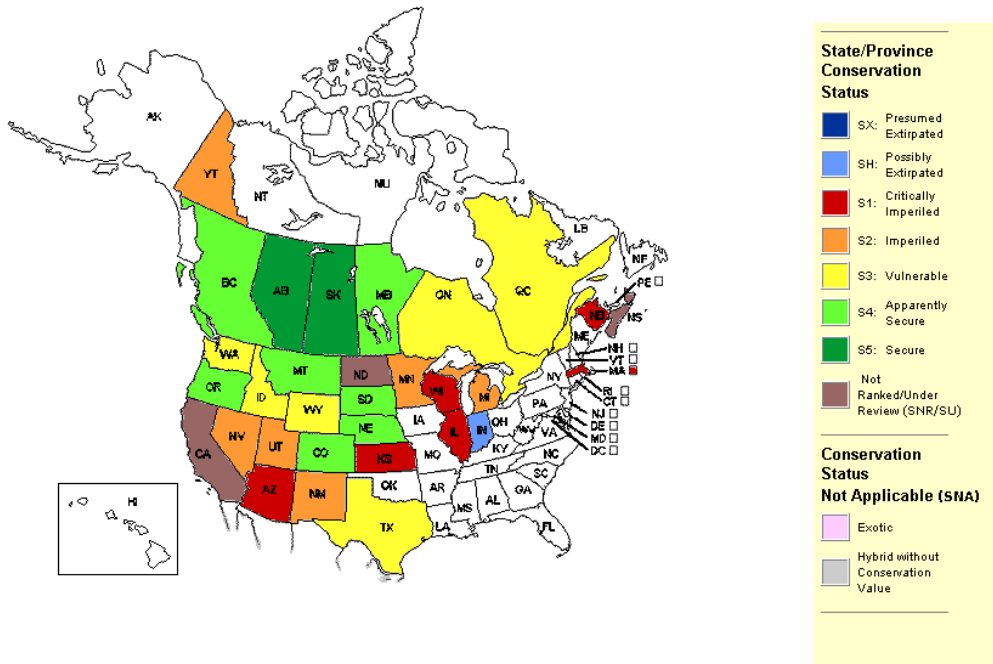 AK
YT
NT
NU
BC
AB
SK
MB
ON
QC
LB
NF
PE
NB
NS
ME
NH
VT
MA
WA
MT
ND
MN
OR
ID
WY
SD
WI
MI
NY
RI
CT
NE
IA
PA
NJ
DE
MD
DC
NV
UT
CO
KS
IL
IN
OH
WV
VA
CA
MO
KY
NC
AZ
NM
OK
AR
TN
SC
TX
LA
MS
AL
GA
FL
HI
State/Province
Conservation
Status
SX: Presumed
Extirpated
SH: Possibly
Extirpated
S1: Critically
Imperiled
S2: Imperiled
S3: Vulnerable
S4: Apparently
Secure
S5: Secure
Not
Ranked/Under
Review (SNR/SU)
Conservation
Status
Not Applicable (SNA)
Exotic
Hybrid without
Conservation
Value